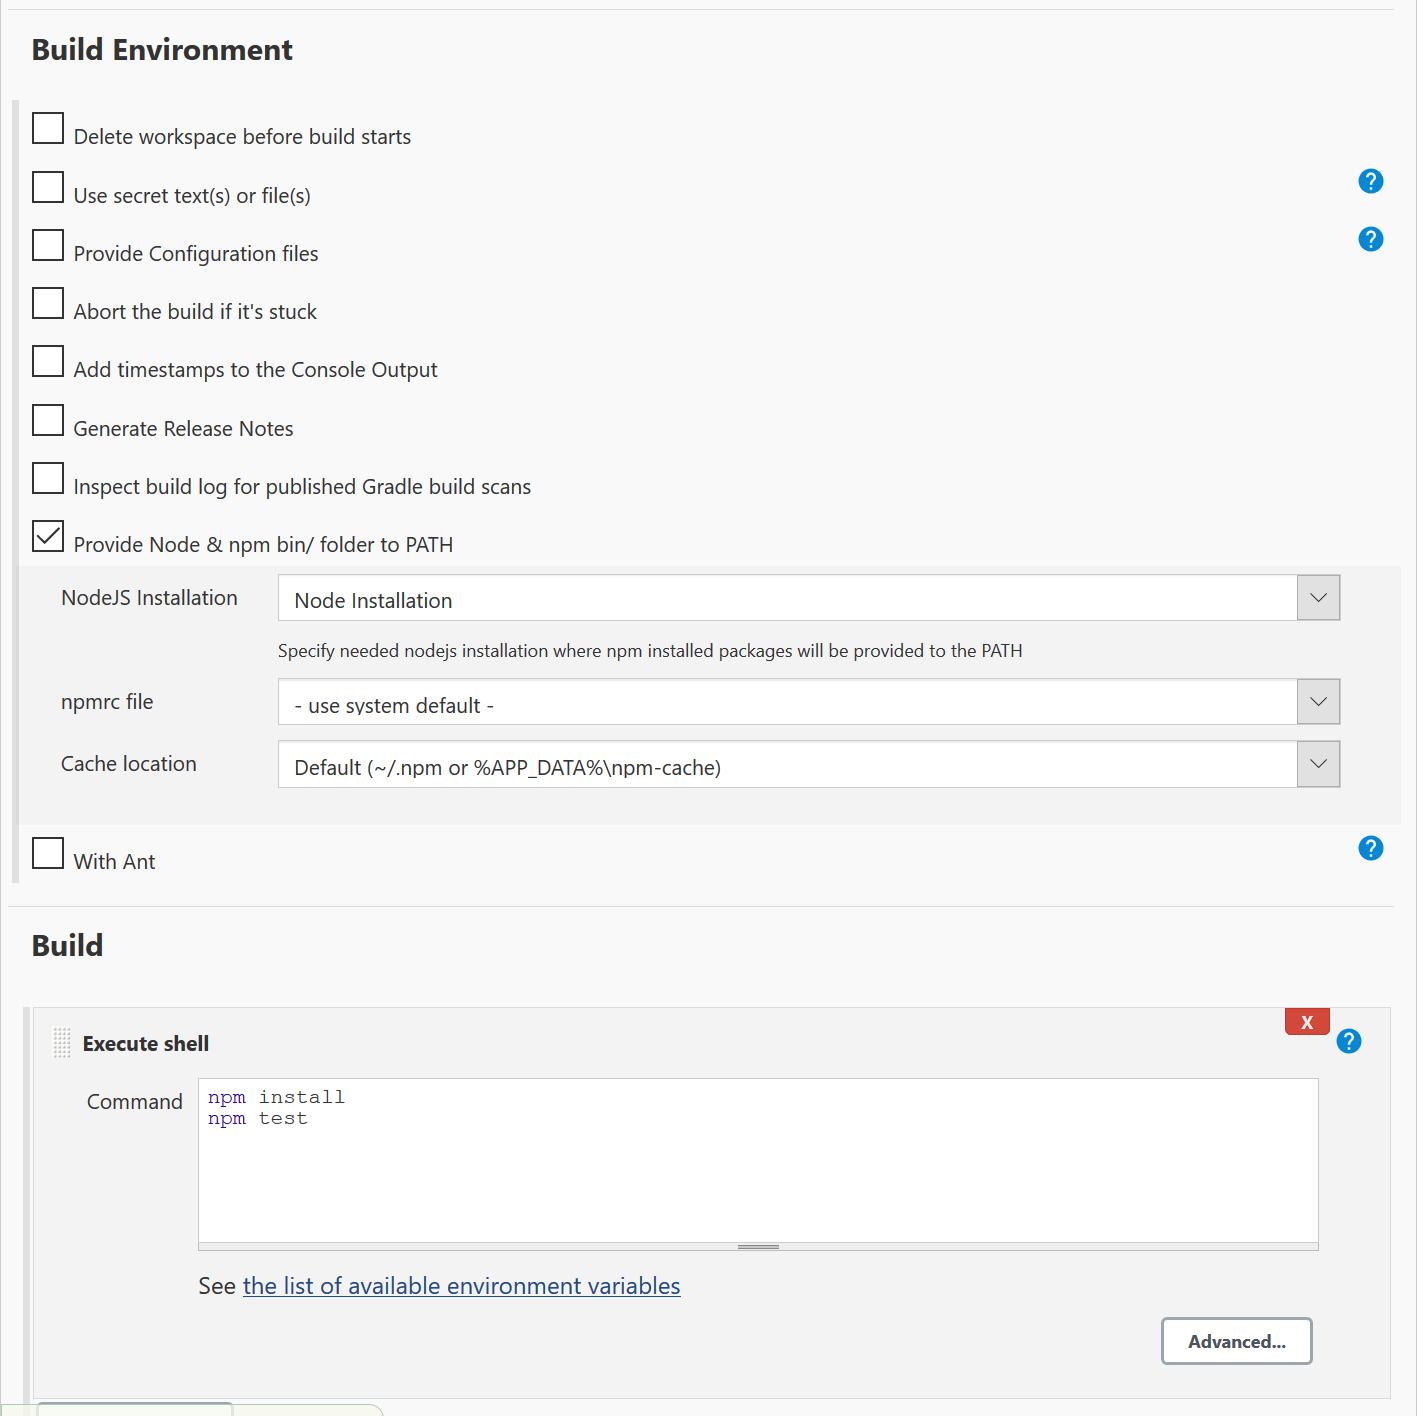 Build Environment
Delete workspace before build starts
Use secret text(s) or file(s)
?
Provide Configuration files
?
Abort the build if it's stuck
Add timestamps to the Console Output
Generate Release Notes
Inspect build log for published Gradle build scans
Provide Node & npm bin/ folder to PATH
NodeJS Installation
Node Installation
Specify needed nodejs installation where npm installed packages will be provided to the PATH
npmrc file
- use system default -
Cache location
Default (~/.npm or %APP_DATA%\npm-cache)
With Ant
?
Build
X
Execute shell
?
Command
npm install
npm test
See the list of available environment variables
Advanced...